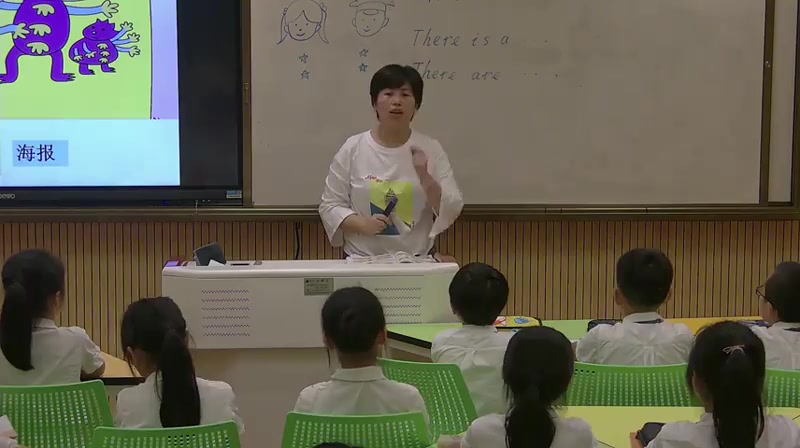 There is a ....
There are .....
海报